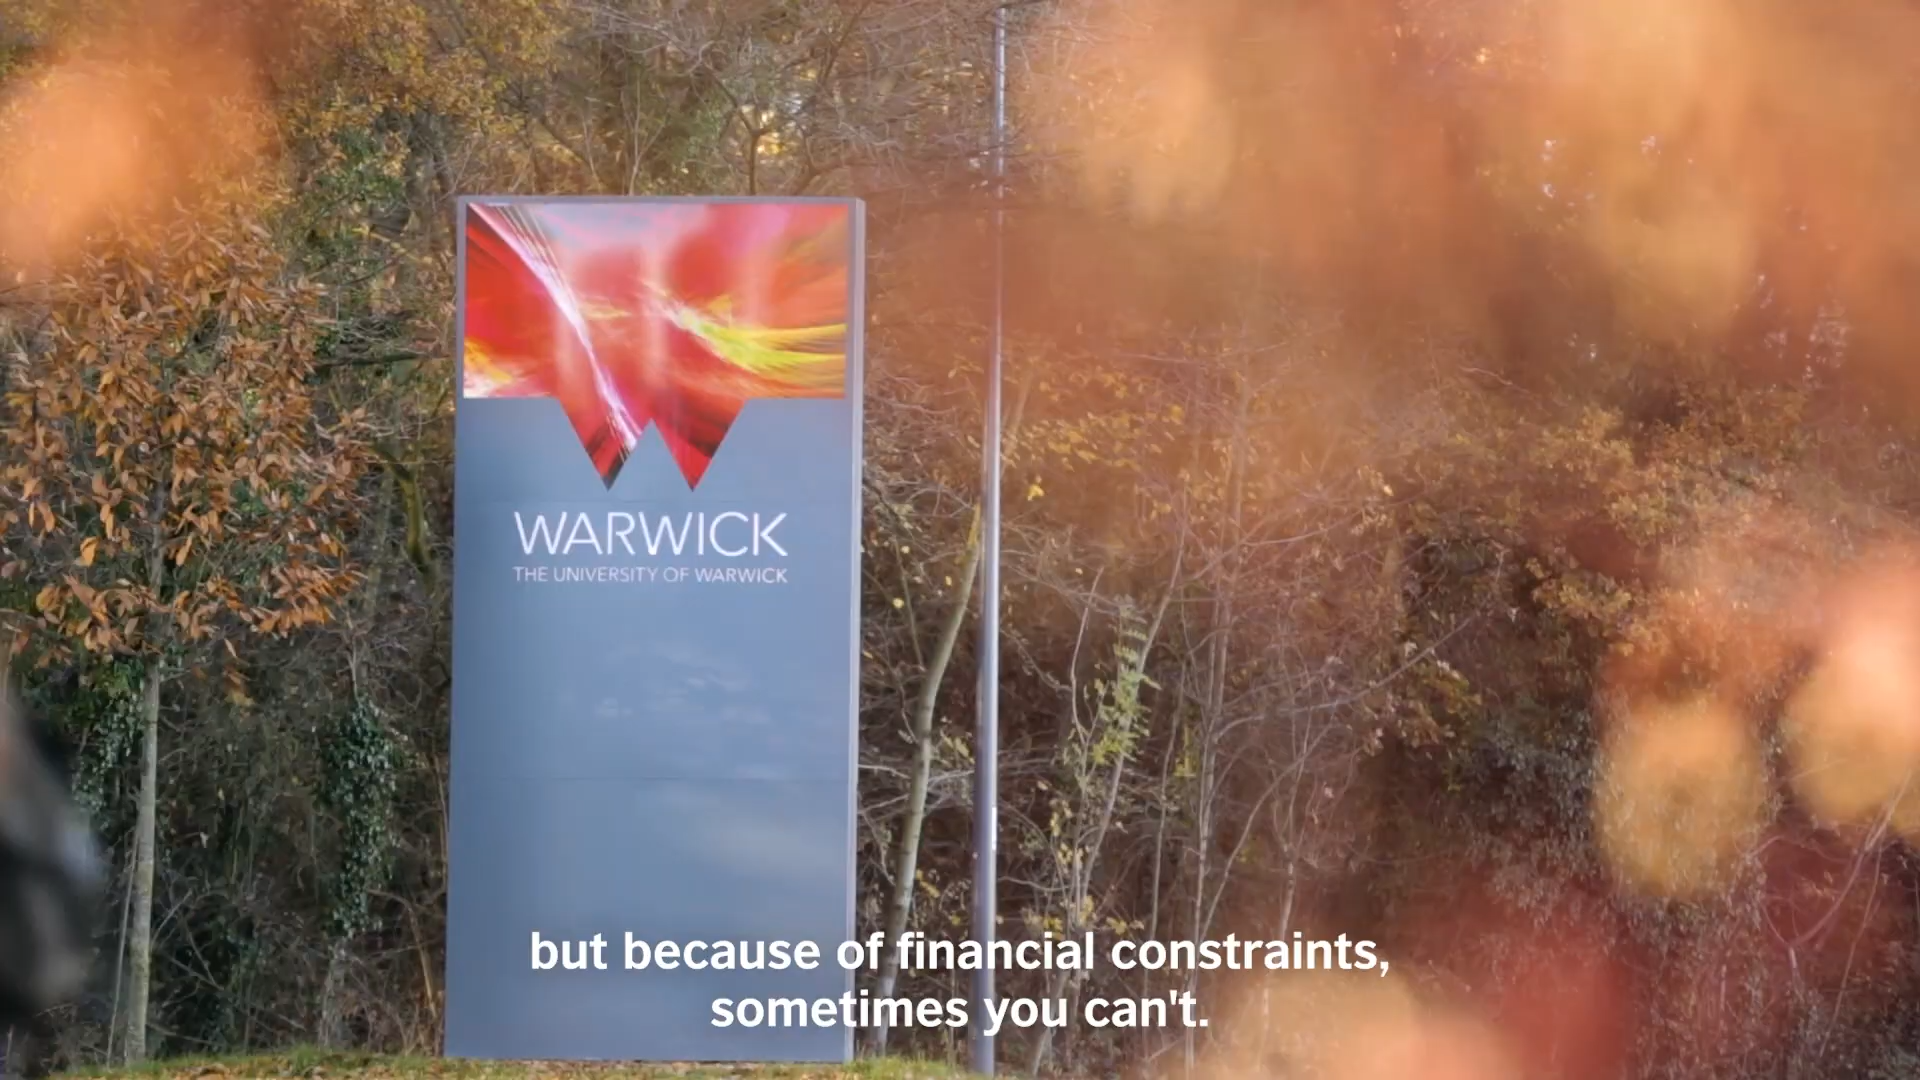 WARWICK
THE UNIVERSITY OF WARWICK
but because of financial constraints,
sometimes you can't.